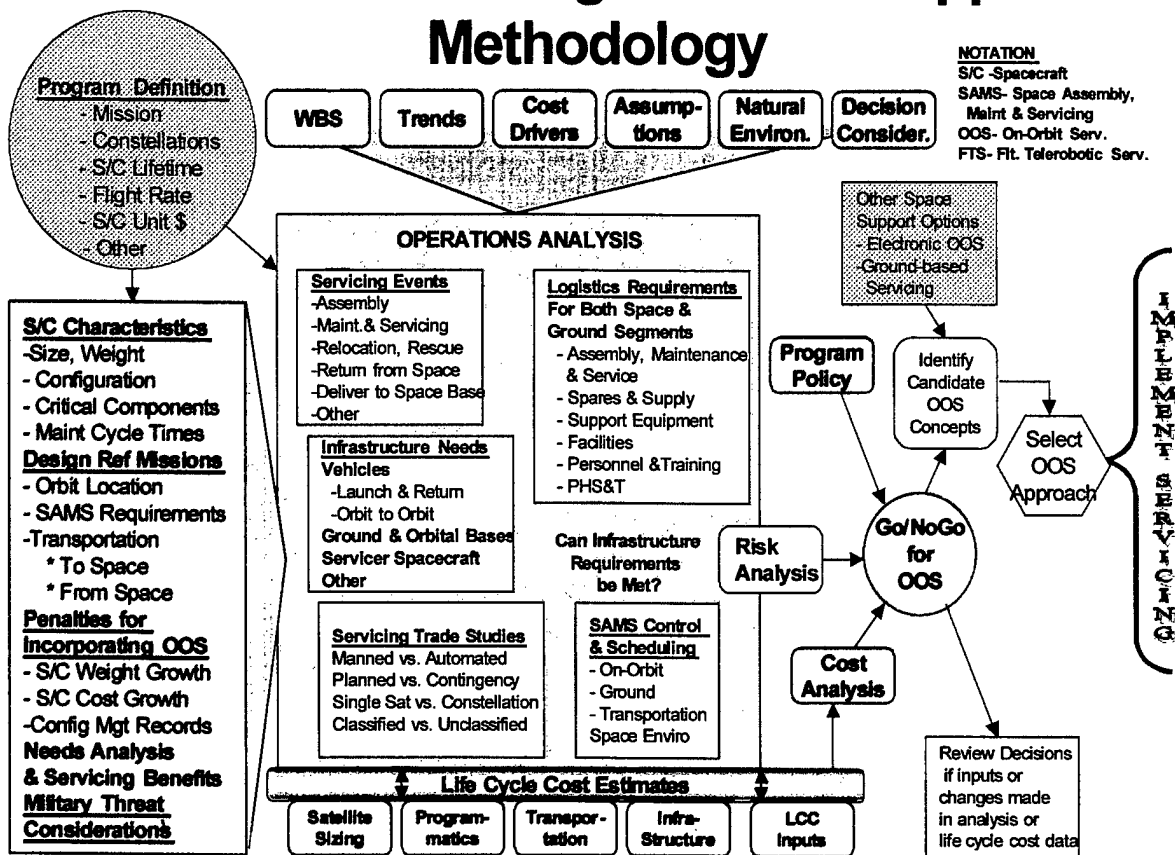 Methodology
NOTATION
S/C -Spacecraft
SAMS- Space Assembly,
Maint & Servicing
OOS- On-Orbit Serv.
FTS- Flt. Telerobotic Serv.
Program Definition
- Mission
- Constellations
- S/C Lifetime
- Flight Rate
- S/C Unit $
- Other
WBS
Trends
Cost
Drivers
Assump-
tions
Natural
Environ.
Decision
Consider.
S/C Characteristics
-Size, Weight
- Configuration
- Critical Components
- Maint Cycle Times
Design Ref Missions
- Orbit Location
- SAMS Requirements
-Transportation
* To Space
* From Space
Penalties for
Incorporating OOS
- S/C Weight Growth
- S/C Cost Growth
-Config Mgt Records
Needs Analysis
& Servicing Benefits
Military Threat
Considerations
OPERATIONS ANALYSIS
Servicing Events
-Assembly
-Maint.& Servicing
-Relocation, Rescue
-Return from Space
-Deliver to Space Base
-Other
Infrastructure Needs
Vehicles
-Launch & Return
-Orbit to Orbit
Ground & Orbital Bases
Servicer Spacecraft
Other
Servicing Trade Studies
Manned vs. Automated
Planned vs. Contingency
Single Sat vs. Constellation
Classified vs. Unclassified
Logistics Requirements
For Both Space &
Ground Segments
- Assembly, Maintenance
& Service
- Spares & Supply
- Support Equipment
- Facilities
- Personnel &Training
- PHS&T
Can Infrastructure
Requirements
be Met?
SAMS Control
& Scheduling
- On-Orbit
- Ground
- Transportation
Space Enviro
Life Cycle Cost Estimates
Satellite
Sizing
Program-
matics
Transpor-
tation
Infra-
Structure
LCC
Inputs
Other Space
Support Options
- Electronic OOS
-Ground-based
Servicing
Program
Policy
Identify
Candidate
OOS
Concepts
Risk
Analysis
Go/NoGo
for
OOS
Cost
Analysis
Select
OOS
Approach
Review Decisions
if inputs or
changes made
in analysis or
life cycle cost data
IMPLEMENT SERVICING